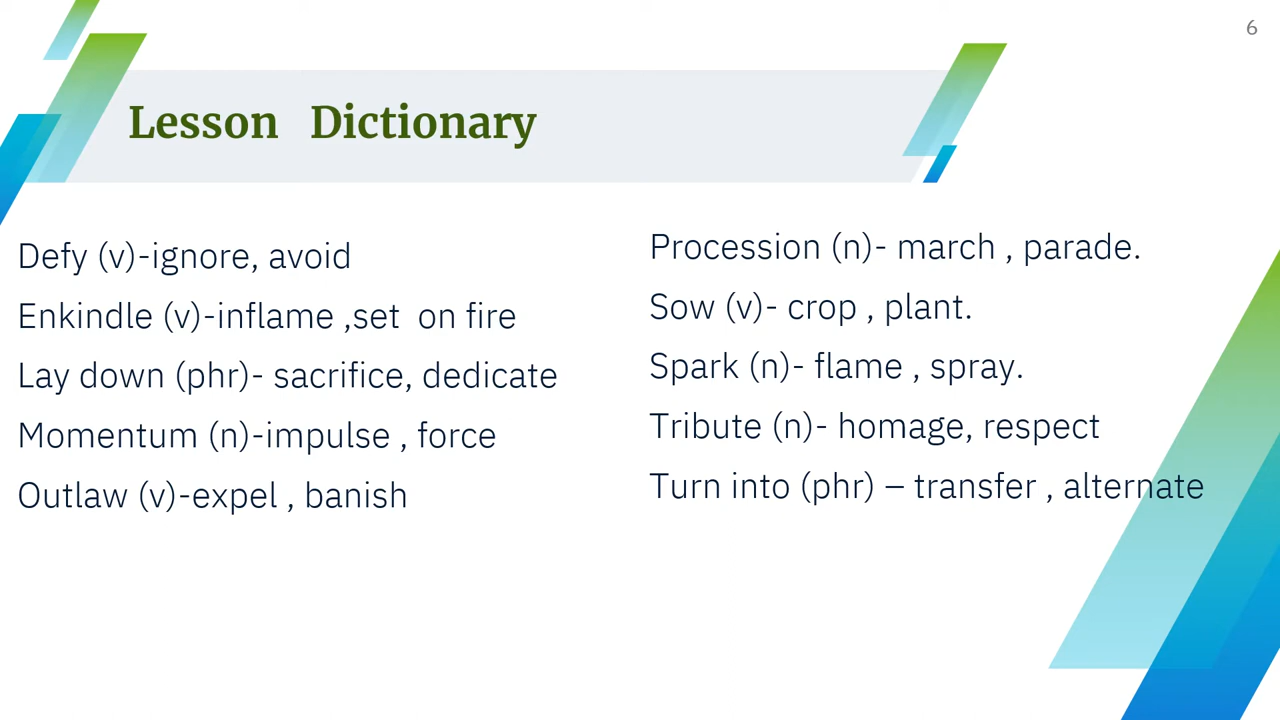 6
Lesson Dictionary
Defy (v)-ignore, avoid
Enkindle (v)-inflame ,set on fire
Lay down (phr)- sacrifice, dedicate
Momentum (n)-impulse , force
Outlaw (v)-expel , banish
Procession (n)- march , parade.
Sow (v)- crop , plant.
Spark (n)- flame , spray.
Tribute (n)- homage, respect
Turn into (phr) – transfer , alternate